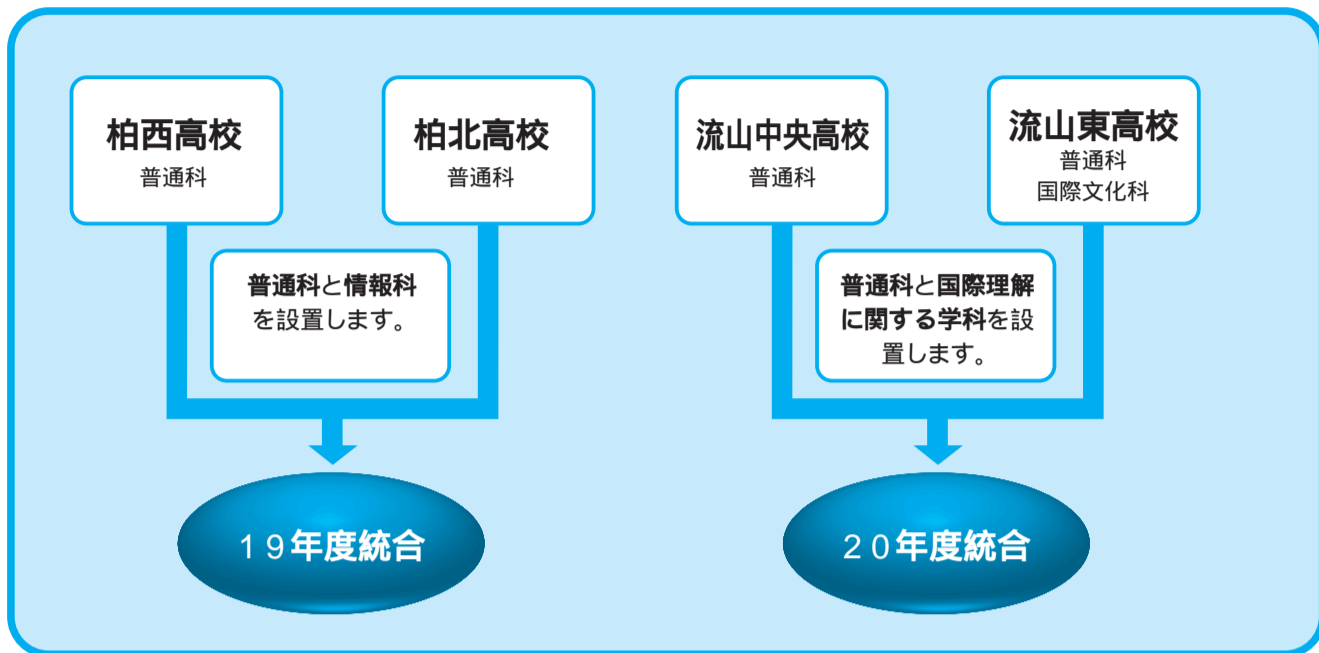 柏西高校
普通科
柏北高校
普通科
流山中央高校
普通科
流山東高校
普通科
国際文化科
普通科と情報科
を設置します。
普通科と国際理解
に関する学科を設
置します。
１９年度統合
２０年度統合